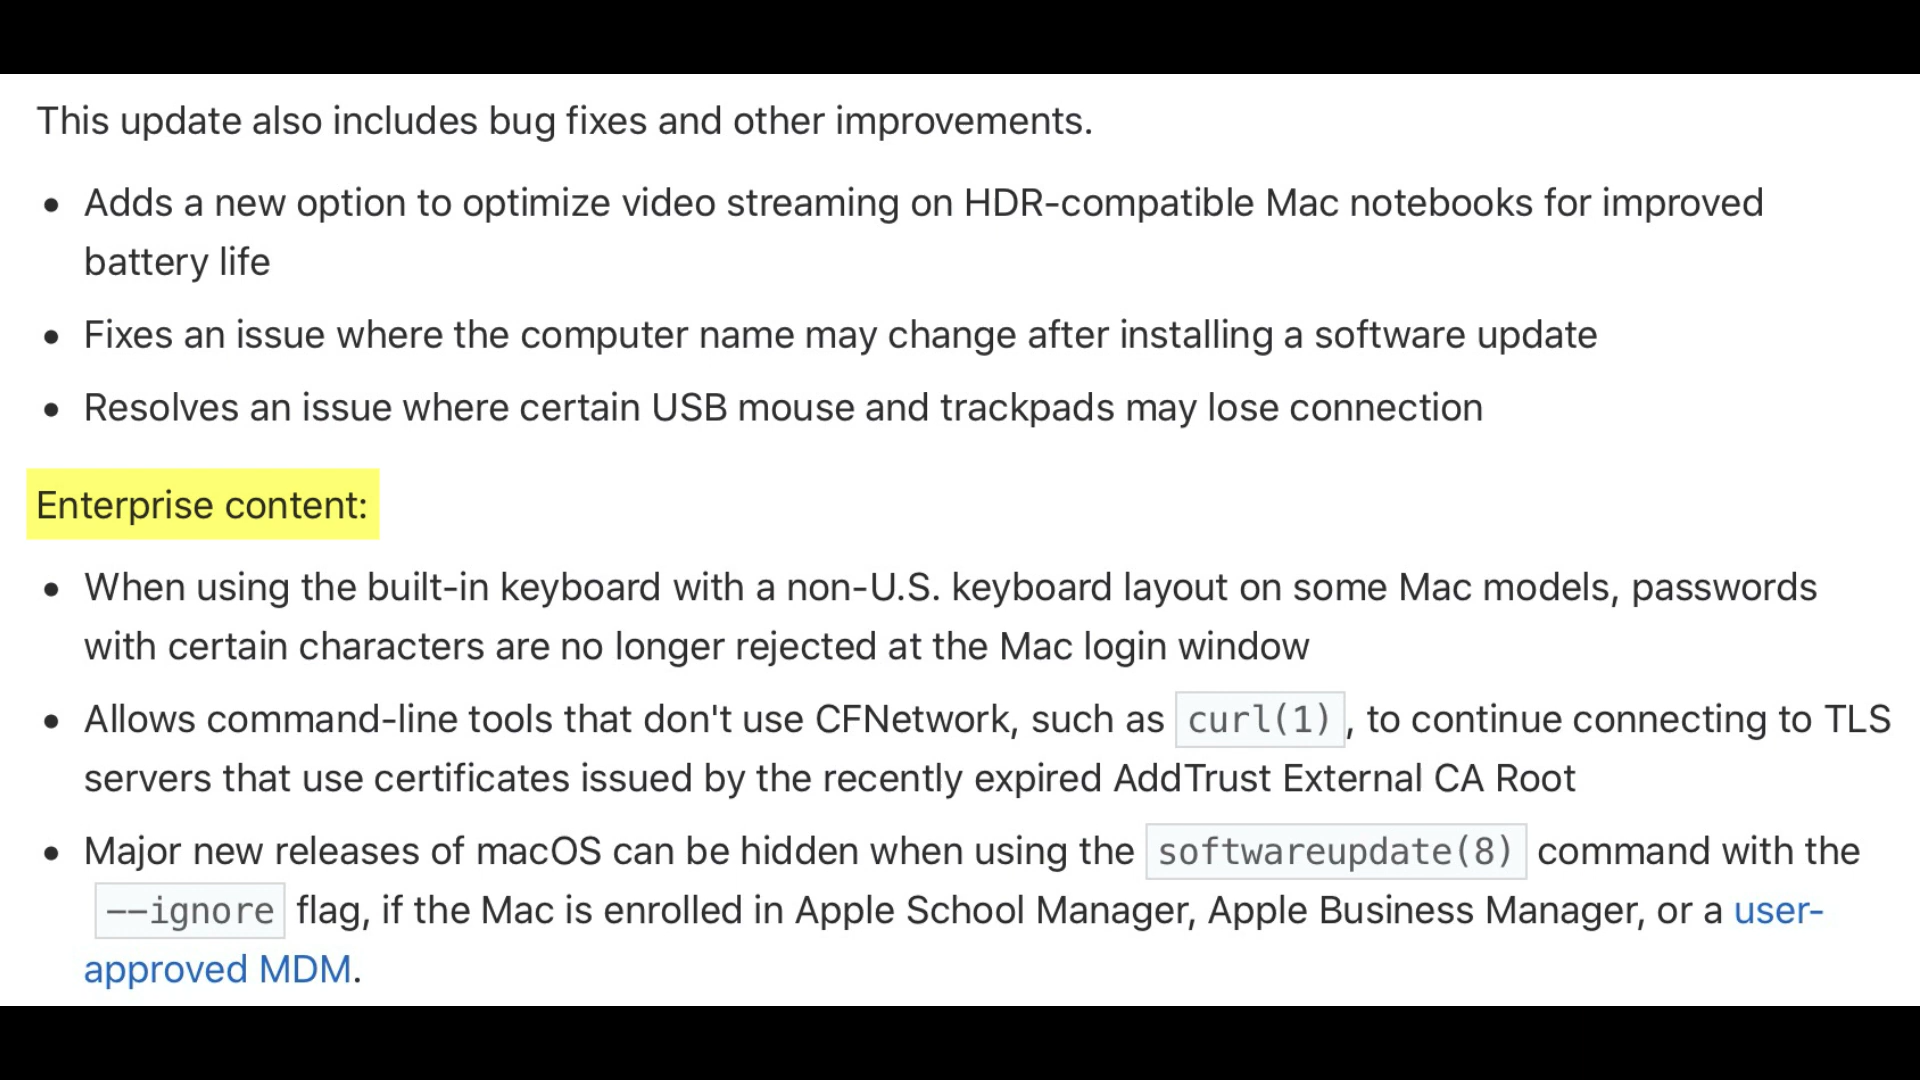 This update also includes bug fixes and other improvements.
• Adds a new option to optimize video streaming on HDR-compatible Mac notebooks for improved
battery life
• Fixes an issue where the computer name may change after installing a software update
• Resolves an issue where certain USB mouse and trackpads may lose connection
Enterprise content:
• When using the built-in keyboard with a non-U.S. keyboard layout on some Mac models, passwords
with certain characters are no longer rejected at the Mac login window
• Allows command-line tools that don't use CFNetwork, such as curl(1), to continue connecting to TLS
servers that use certificates issued by the recently expired AddTrust External CA Root
• Major new releases of macOS can be hidden when using the softwareupdate(8) command with the
--ignore flag, if the Mac is enrolled in Apple School Manager, Apple Business Manager, or a user-
approved MDM.